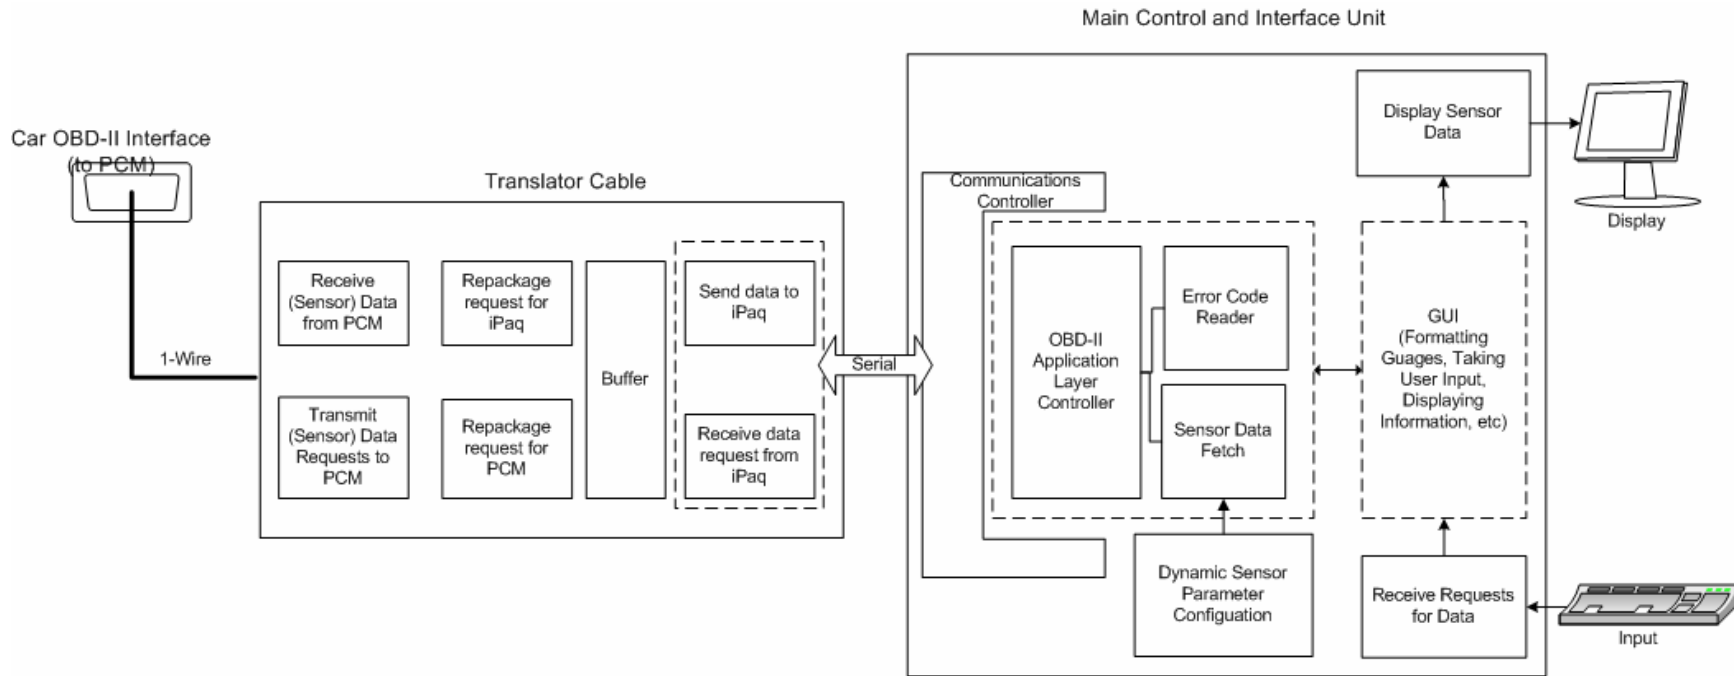 Main Control and Interface Unit
Car OBD-II Interface
(to PCM)
1-Wire
Translator Cable
Receive
(Sensor) Data
from PCM
Repackage
request for
iPaq
Buffer
Send data to
iPaq
Transmit
(Sensor) Data
Requests to
PCM
Repackage
request for
PCM
Receive data
request from
iPaq
Serial
Communications
Controller
OBD-II
Application
Layer
Controller
Error Code
Reader
Sensor Data
Fetch
Dynamic Sensor
Parameter
Configuation
Display Sensor
Data
Display
GUI
(Formatting
Guages, Taking
User Input,
Displaying
Information, etc)
Receive Requests
for Data
Input